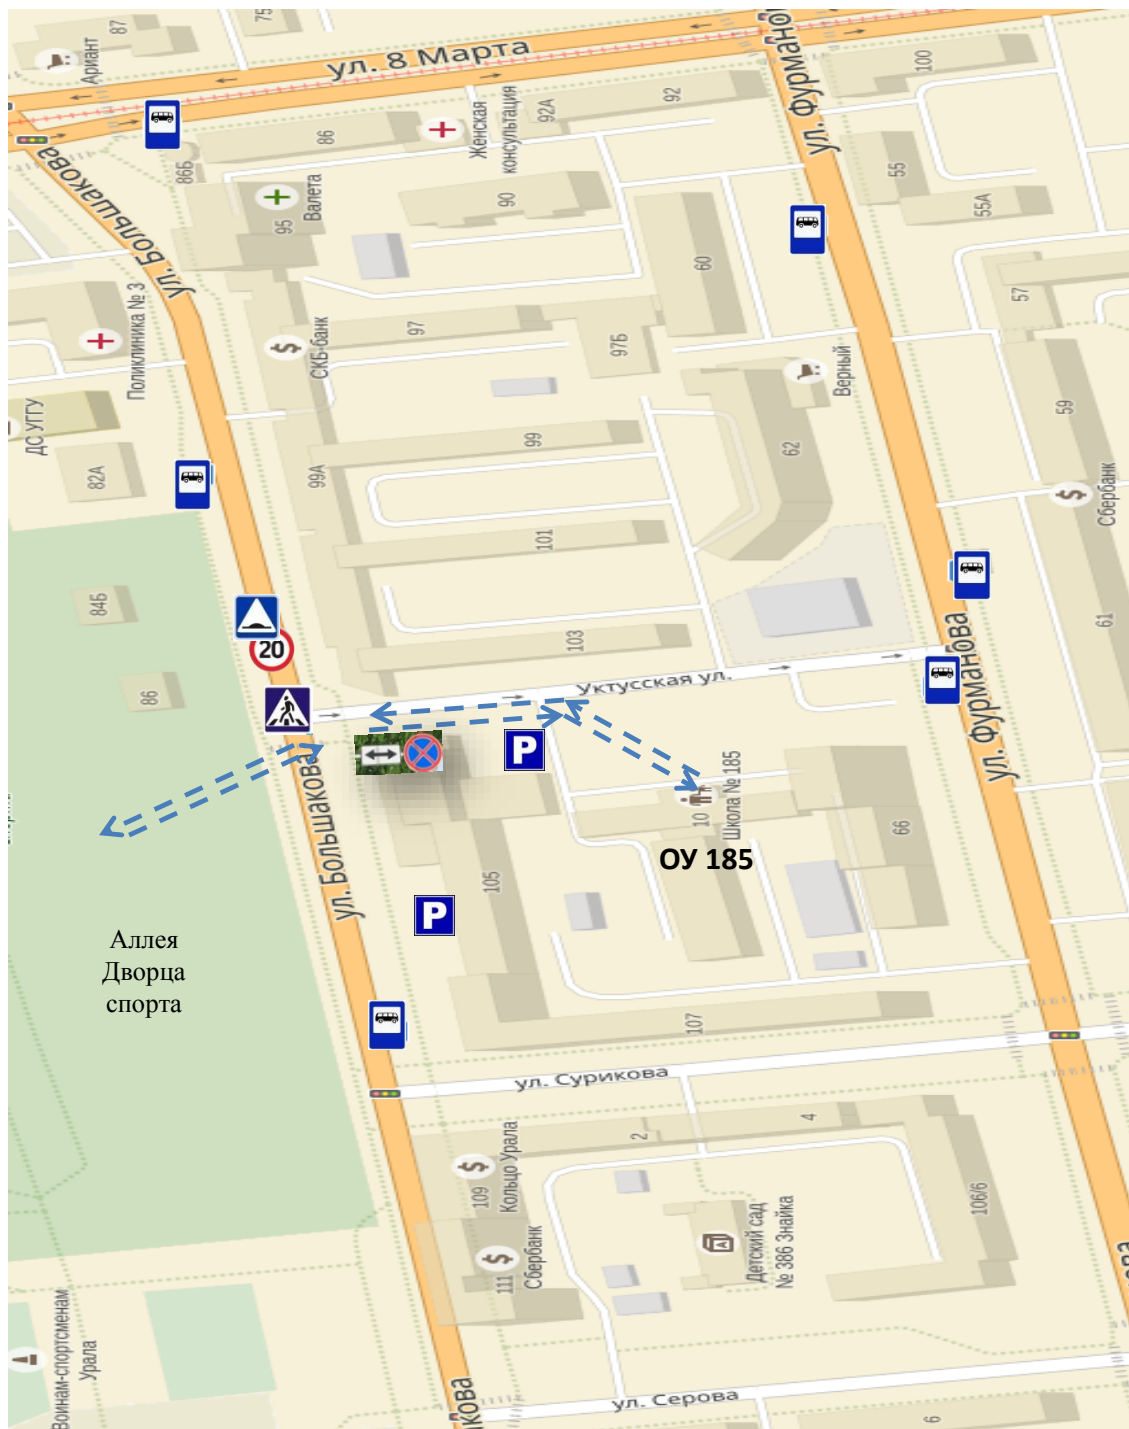 87
75
Ариант
ул. 8 Марта
ул. Фурманова
100
92
92А
86
Женская
консультация
86Б
ул. Большакова
Валета
95
90
55
55А
60
57
Поликлиника № 3
СКБ-банк
97
97Б
Верный
59
ДС УГГУ
82А
99А
99
62
Сбербанк
101
84Б
20
103
61
86
Уктусская ул.
ул. Фурманова
P
ул. Большакова
Школа № 185
10
66
ОУ 185
105
P
Аллея
Дворца
спорта
107
ул. Сурикова
2
4
109
Кольцо Урала
111
Сбербанк
Детский сад
№ 386 Знайка
106/6
Воинам-спортсменам
Урала
акова
ул. Серова
6